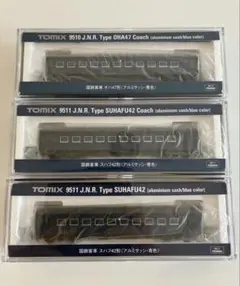 TOMIX 9510 J.N.R. Type OHA47 Coach (aluminium sash/blue color)
国鉄客車 オハ47形(アルミサッシ・青色)
TOMIX 9511 J.N.R. Type SUHAFU42 Coach (aluminium sash/blue color)
国鉄客車 スハフ42形(アルミサッシ・青色)
TOMIX 9511 J.N.R. Type SUHAFU42 (aluminium sash/blue color)
国鉄客車 スハフ42形(アルミサッシ・青色)